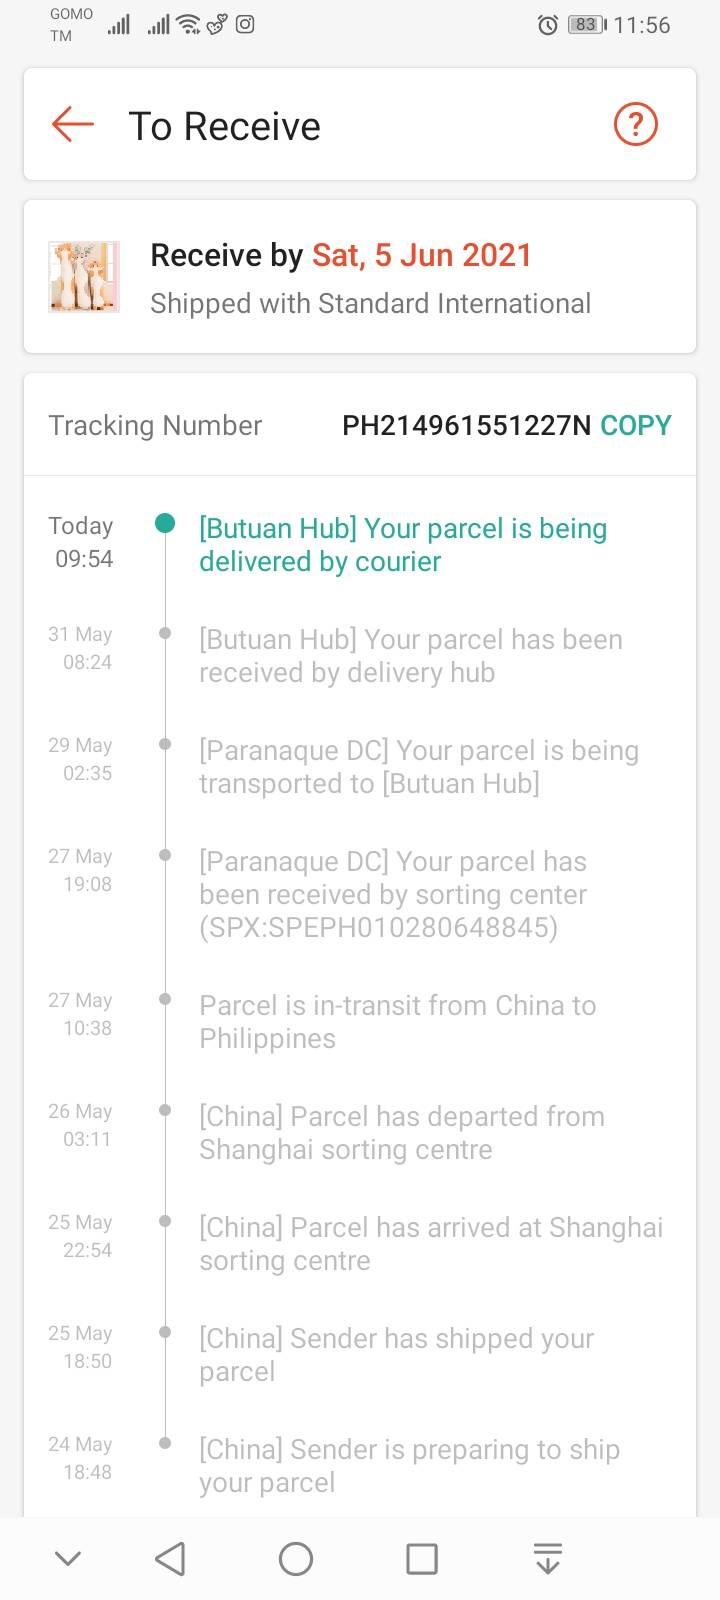 GOMO
TM
83 11:56
To Receive
?
Receive by Sat, 5 Jun 2021
Shipped with Standard International
Tracking Number PH214961551227N COPY
Today
09:54
[Butuan Hub] Your parcel is being
delivered by courier
31 May
08:24
[Butuan Hub] Your parcel has been
received by delivery hub
29 May
02:35
[Paranaque DC] Your parcel is being
transported to [Butuan Hub]
27 May
19:08
[Paranaque DC] Your parcel has
been received by sorting center
(SPX:SPEPH010280648845)
27 May
10:38
Parcel is in-transit from China to
Philippines
26 May
03:11
[China] Parcel has departed from
Shanghai sorting centre
25 May
22:54
[China] Parcel has arrived at Shanghai
sorting centre
25 May
18:50
[China] Sender has shipped your
parcel
24 May
18:48
[China] Sender is preparing to ship
your parcel